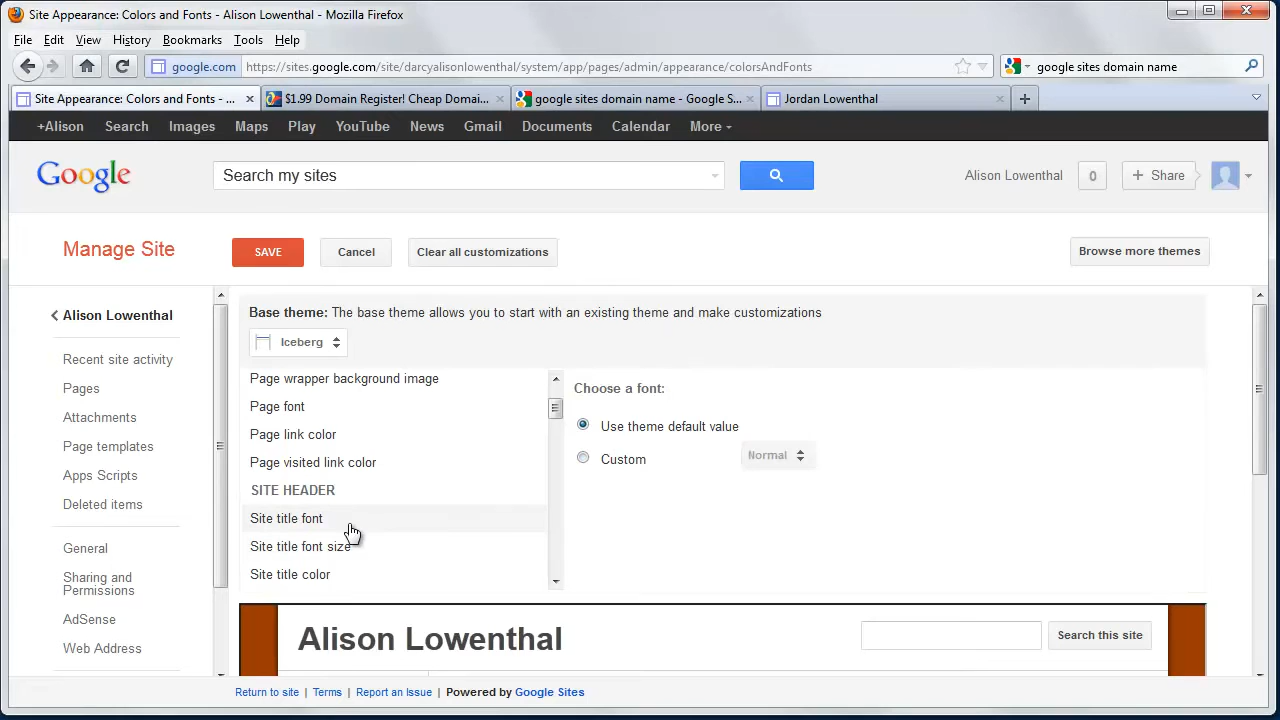 Site Appearance: Colors and Fonts - Alison Lowenthal - Mozilla Firefox
File Edit View History Bookmarks Tools Help
google.com https://sites.google.com/site/darcyalisonlowenthal/system/app/pages/admin/appearance/colorsAndFonts google sites domain name
Site Appearance: Colors and Fonts - ... $1.99 Domain Register! Cheap Domai... google sites domain name - Google S... Jordan Lowenthal
+Alison Search Images Maps Play YouTube News Gmail Documents Calendar More
Google Search my sites Alison Lowenthal 0 + Share
Manage Site SAVE Cancel Clear all customizations Browse more themes
Alison Lowenthal
Recent site activity
Pages
Attachments
Page templates
Apps Scripts
Deleted items
General
Sharing and
Permissions
AdSense
Web Address
Base theme: The base theme allows you to start with an existing theme and make customizations
Iceberg
Page wrapper background image
Page font
Page link color
Page visited link color
SITE HEADER
Site title font
Site title font size
Site title color
Choose a font:
Use theme default value
Custom Normal
Alison Lowenthal Search this site
Return to site | Terms | Report an Issue | Powered by Google Sites